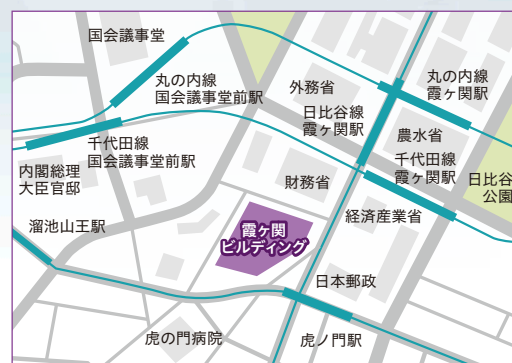 国会議事堂
丸の内線
国会議事堂前駅
外務省
丸の内線
霞ヶ関駅
日比谷線
霞ヶ関駅
農水省
千代田線
国会議事堂前駅
千代田線
霞ヶ関駅
内閣総理
大臣官邸
財務省
日比谷
公園
溜池山王駅
経済産業省
霞ヶ関
ビルディング
日本郵政
虎の門病院
虎ノ門駅